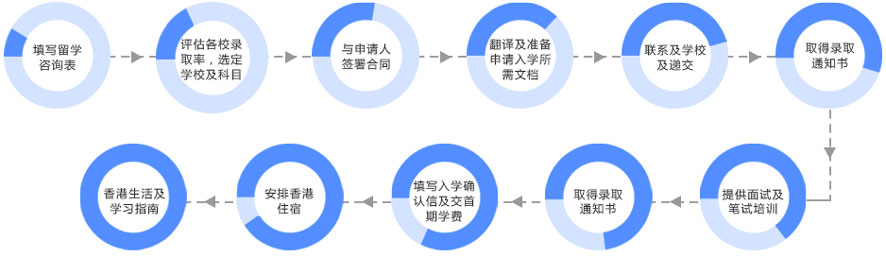 填写留学
咨询表
评估各校录
取率，选定
学校及科目
与申请人
签署合同
翻译及准备
申请入学所
需文档
联系及学校
及递交
取得录取
通知书
提供面试及
笔试培训
取得录取
通知书
填写入学确
认信及交首
期学费
安排香港
住宿
香港生活及
学习指南